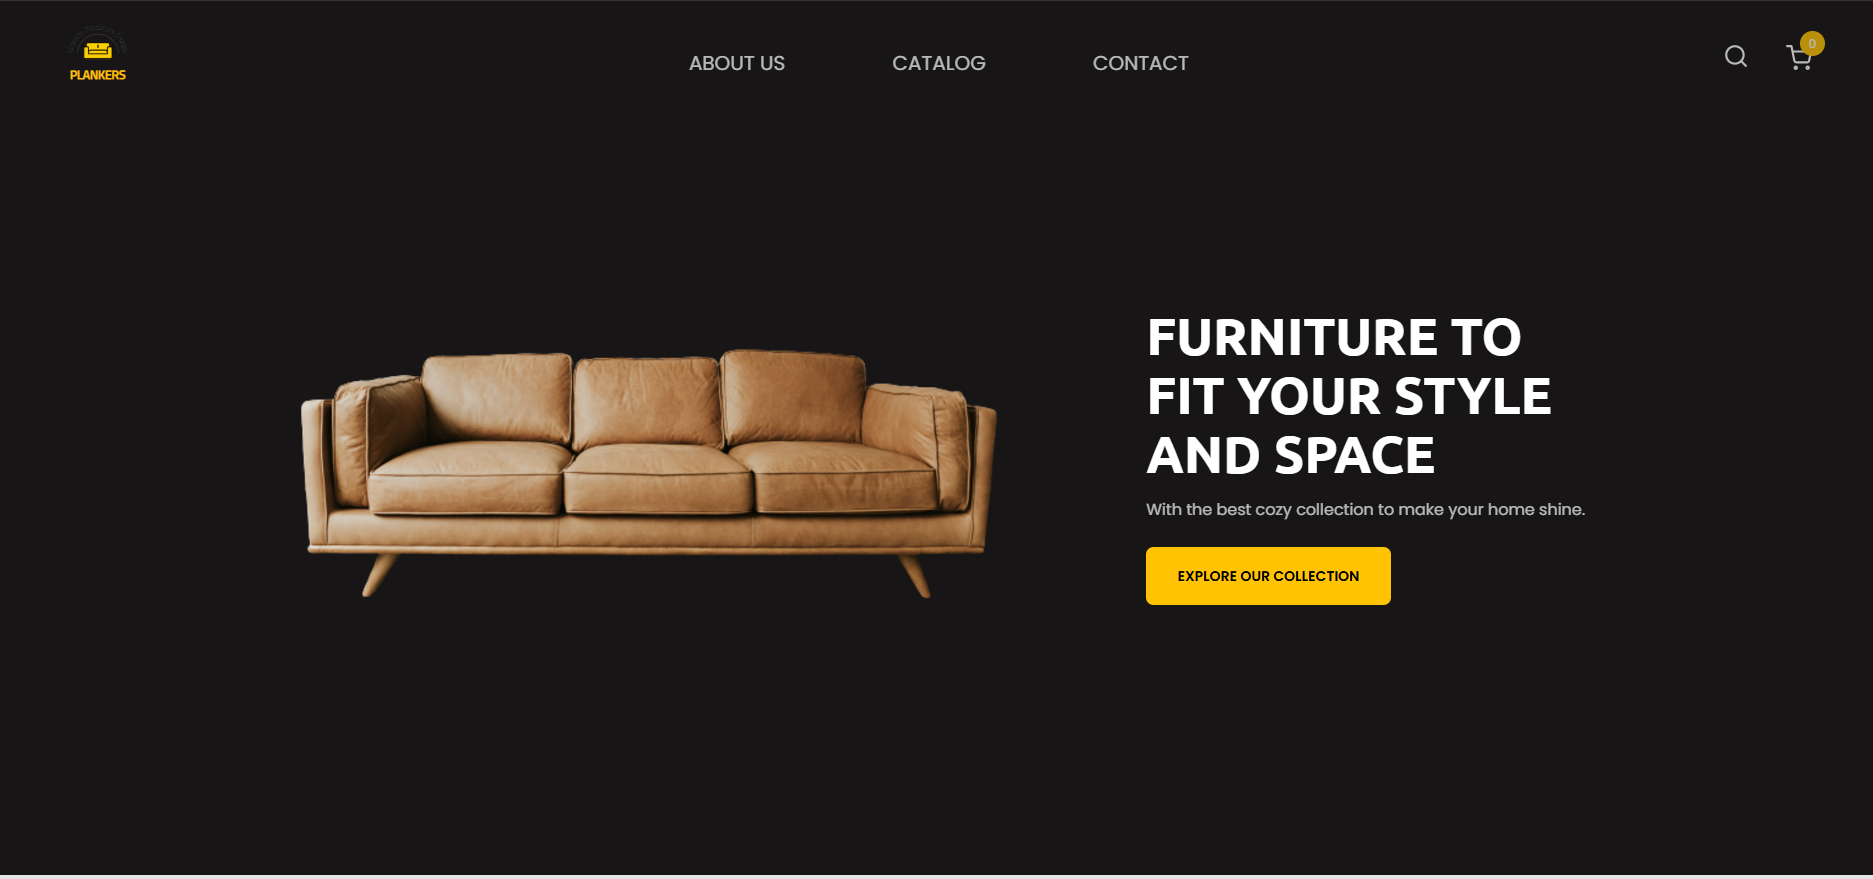 PLANKERS
ABOUT US
CATALOG
CONTACT
0
FURNITURE TO
FIT YOUR STYLE
AND SPACE
With the best cozy collection to make your home shine.
EXPLORE OUR COLLECTION